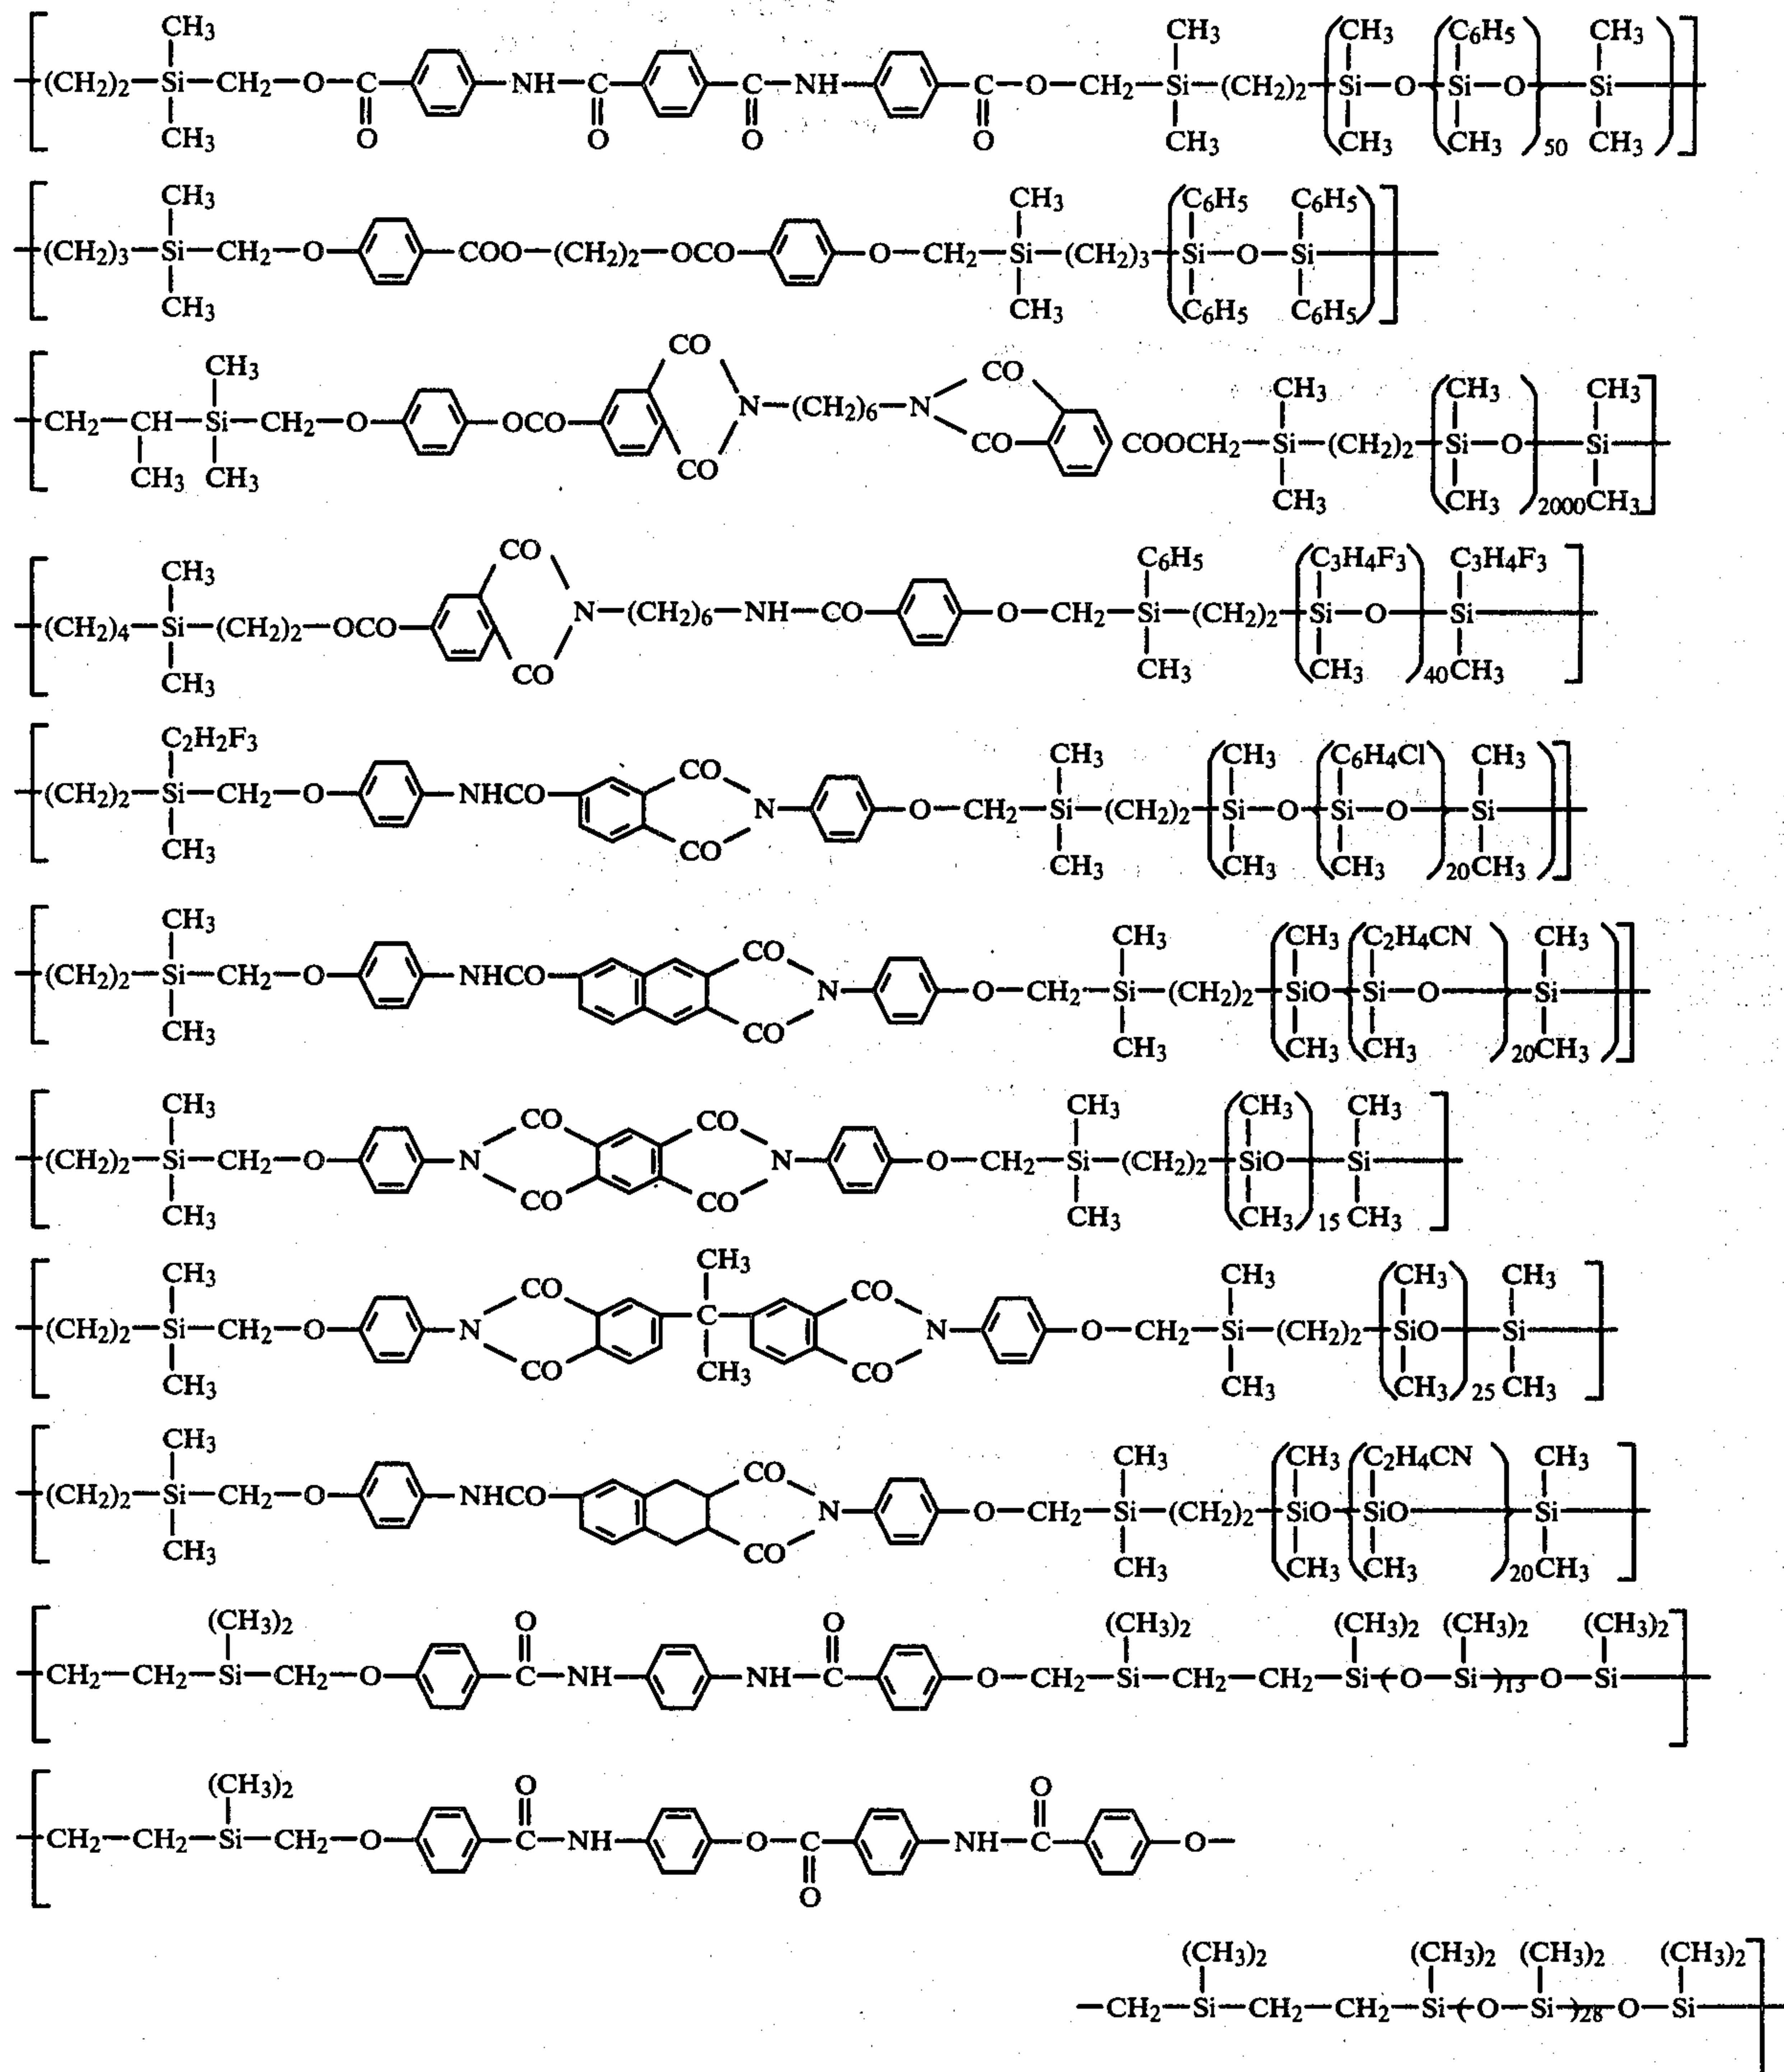 CH₃ CH₃ CH₃ C₆H₅ CH₃
(CH₂)₂—Si—CH₂—O—C—NH—C—C—NH—C—O—CH₂—Si—(CH₂)₂—Si—O—Si—O—Si
CH₃ O O O O CH₃ CH₃ CH₃ 50 CH₃
CH₃ CH₃ C₆H₅ C₆H₅
(CH₂)₃—Si—CH₂—O—COO—(CH₂)₂—OCO—O—CH₂—Si—(CH₂)₃—Si—O—Si
CH₃ CH₃ C₆H₅ C₆H₅
CO
CH₃ CO CH₃ CH₃ CH₃
CH₂—CH—Si—CH₂—O—OCO—N—(CH₂)₆—N CO COOCH₂—Si—(CH₂)₂—Si—O—Si
CH₃ CH₃ CO CH₃ CH₃ 2000 CH₃
CO C₆H₅ C₃H₄F₃ C₃H₄F₃
CH₃
(CH₂)₄—Si—(CH₂)₂—OCO—N—(CH₂)₆—NH—CO—O—CH₂—Si—(CH₂)₂—Si—O—Si
CH₃ CO CH₃ CH₃ 40 CH₃
C₂H₂F₃ CH₃ CH₃ C₆H₄Cl CH₃
CO
(CH₂)₂—Si—CH₂—O—NHCO—N—O—CH₂—Si—(CH₂)₂—Si—O—Si—O—Si
CH₃ CO CH₃ CH₃ CH₃ 20 CH₃
CH₃ CH₃ CH₃ C₂H₄CN CH₃
CO
(CH₂)₂—Si—CH₂—O—NHCO—N—O—CH₂—Si—(CH₂)₂—SiO—Si—O—Si
CH₃ CO CH₃ CH₃ CH₃ 20 CH₃
CH₃ CO CO CH₃ CH₃ CH₃
(CH₂)₂—Si—CH₂—O—N—N—O—CH₂—Si—(CH₂)₂—SiO—Si
CH₃ CO CO CH₃ CH₃ 15 CH₃
CH₃ CO CH₃ CO CH₃ CH₃ CH₃
(CH₂)₂—Si—CH₂—O—N—C—N—O—CH₂—Si—(CH₂)₂—SiO—Si
CH₃ CO CH₃ CO CH₃ CH₃ 25 CH₃
CH₃ CH₃ CH₃ C₂H₄CN CH₃
CO
(CH₂)₂—Si—CH₂—O—NHCO—N—O—CH₂—Si—(CH₂)₂—SiO—SiO—Si
CH₃ CO CH₃ CH₃ CH₃ 20 CH₃
(CH₃)₂ O O (CH₃)₂ (CH₃)₂ (CH₃)₂ (CH₃)₂
CH₂—CH₂—Si—CH₂—O—C—NH—NH—C—O—CH₂—Si—CH₂—CH₂—Si—(O—Si)₁₃—O—Si
(CH₃)₂ O O
CH₂—CH₂—Si—CH₂—O—C—NH—O—C—NH—C—O—
O
(CH₃)₂ (CH₃)₂ (CH₃)₂ (CH₃)₂
—CH₂—Si—CH₂—CH₂—Si—(O—Si)₂₈—O—Si